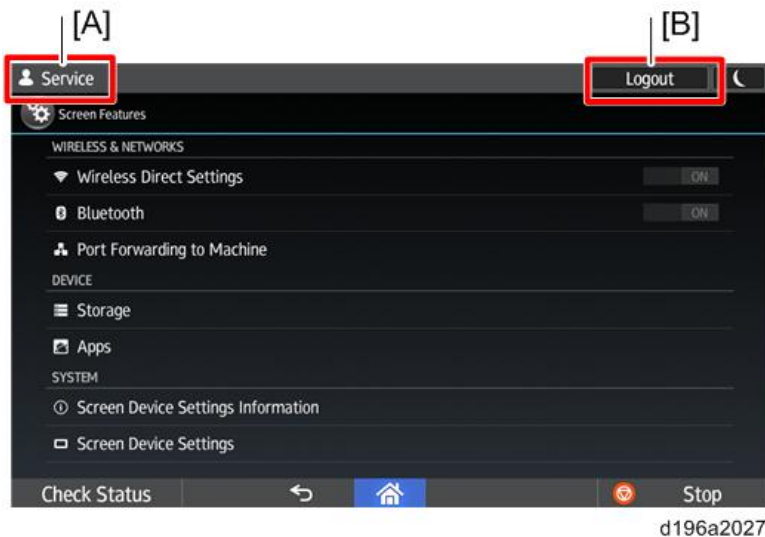 [A] [B]
Service Logout
Screen Features
WIRELESS & NETWORKS
Wireless Direct Settings ON
Bluetooth ON
Port Forwarding to Machine
DEVICE
Storage
Apps
SYSTEM
Screen Device Settings Information
Screen Device Settings
Check Status Stop
d196a2027